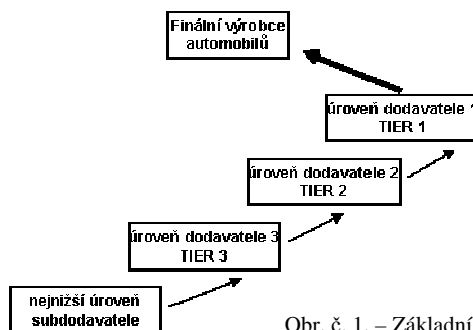 Finální výrobce
automobilů
úroveň dodavatele 1
TIER 1
úroveň dodavatele 2
TIER 2
úroveň dodavatele 3
TIER 3
nejnižší úroveň
subdodavatele
Obr. č. 1. – Základní